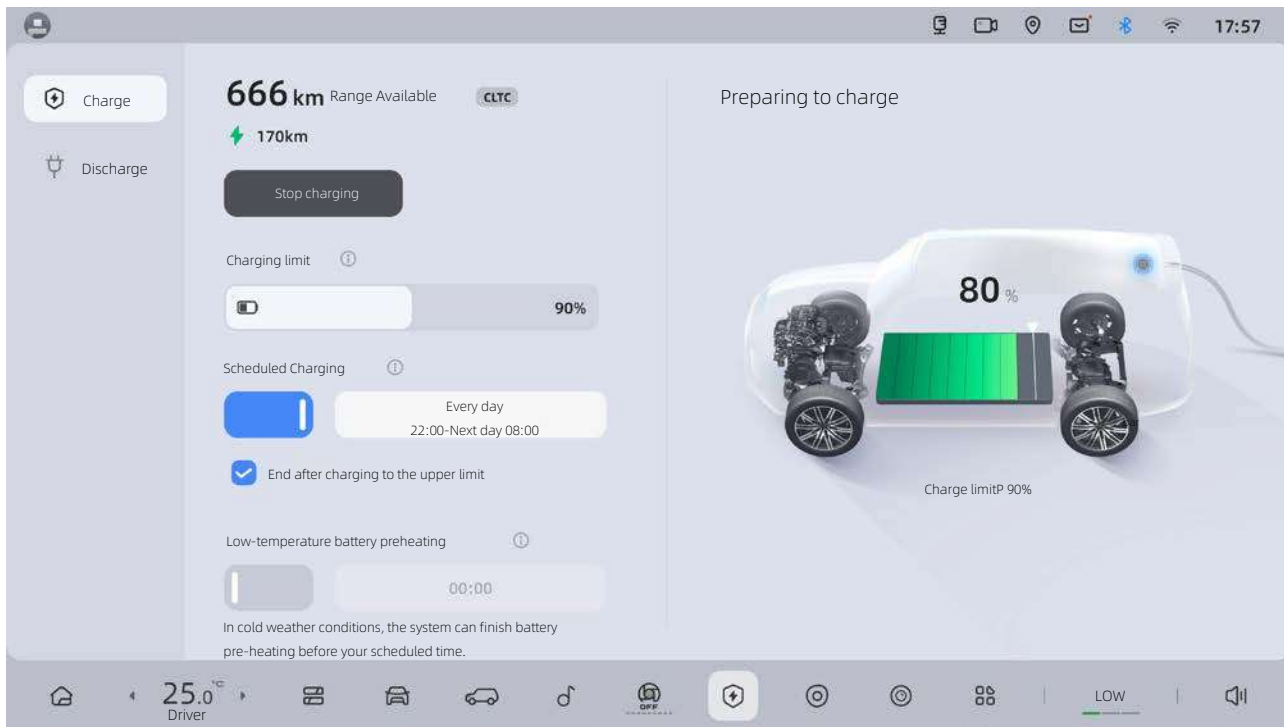 17:57
Charge
Discharge
666 km Range Available CLTC
170km
Stop charging
Charging limit
90%
Scheduled Charging
Every day
22:00-Next day 08:00
End after charging to the upper limit
Low-temperature battery preheating
00:00
In cold weather conditions, the system can finish battery
pre-heating before your scheduled time.
Preparing to charge
80 %
Charge limitP 90%
25.0 °C
Driver
OFF
LOW